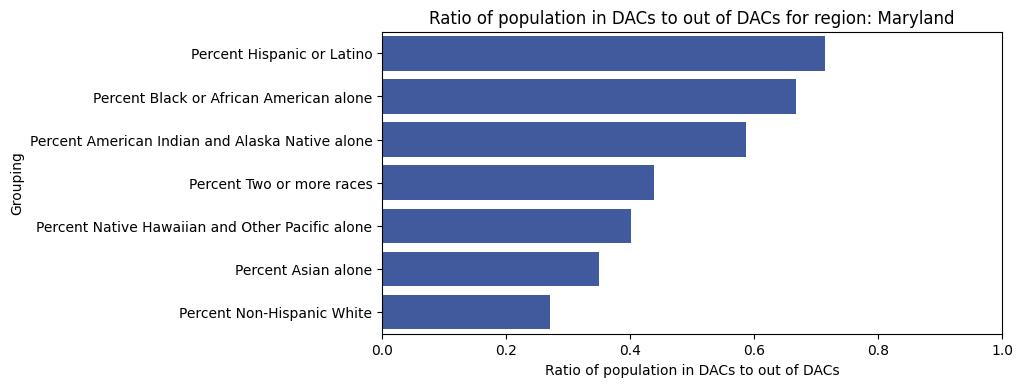 Ratio of population in DACs to out of DACs for region: Maryland
Grouping
Percent Hispanic or Latino
Percent Black or African American alone
Percent American Indian and Alaska Native alone
Percent Two or more races
Percent Native Hawaiian and Other Pacific alone
Percent Asian alone
Percent Non-Hispanic White
0.0 0.2 0.4 0.6 0.8 1.0
Ratio of population in DACs to out of DACs